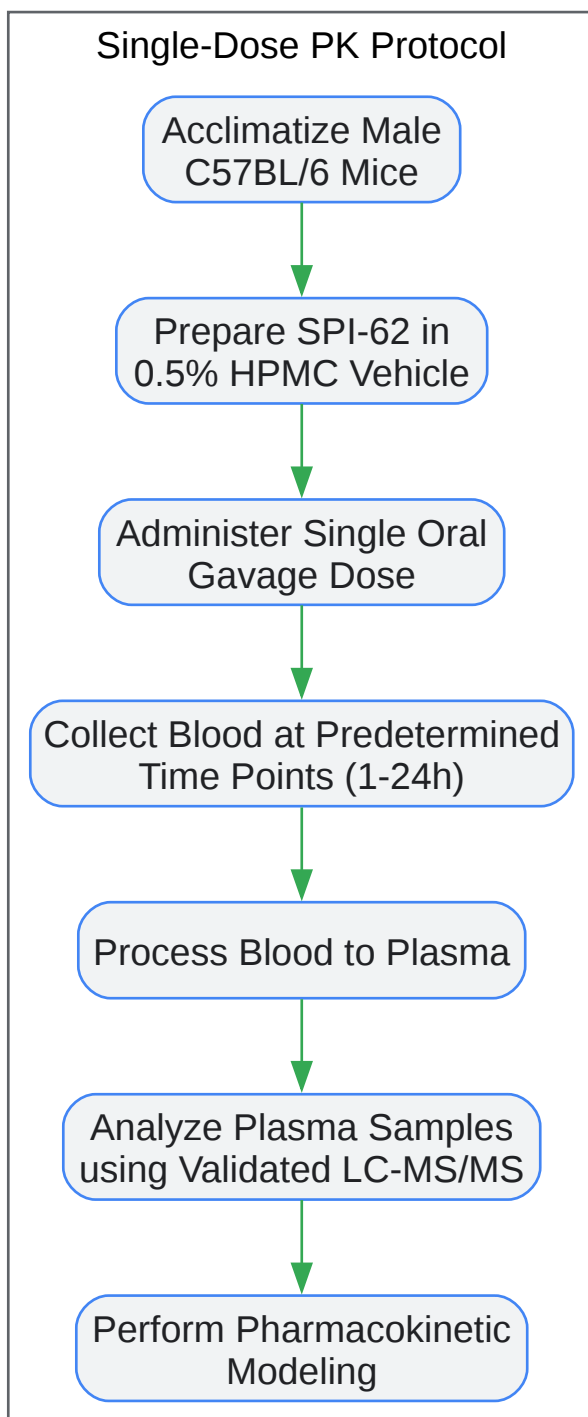 Single-Dose PK Protocol
Acclimatize Male
C57BL/6 Mice
Prepare SPI-62 in
0.5% HPMC Vehicle
Administer Single Oral
Gavage Dose
Collect Blood at Predetermined
Time Points (1-24h)
Process Blood to Plasma
Analyze Plasma Samples
using Validated LC-MS/MS
Perform Pharmacokinetic
Modeling